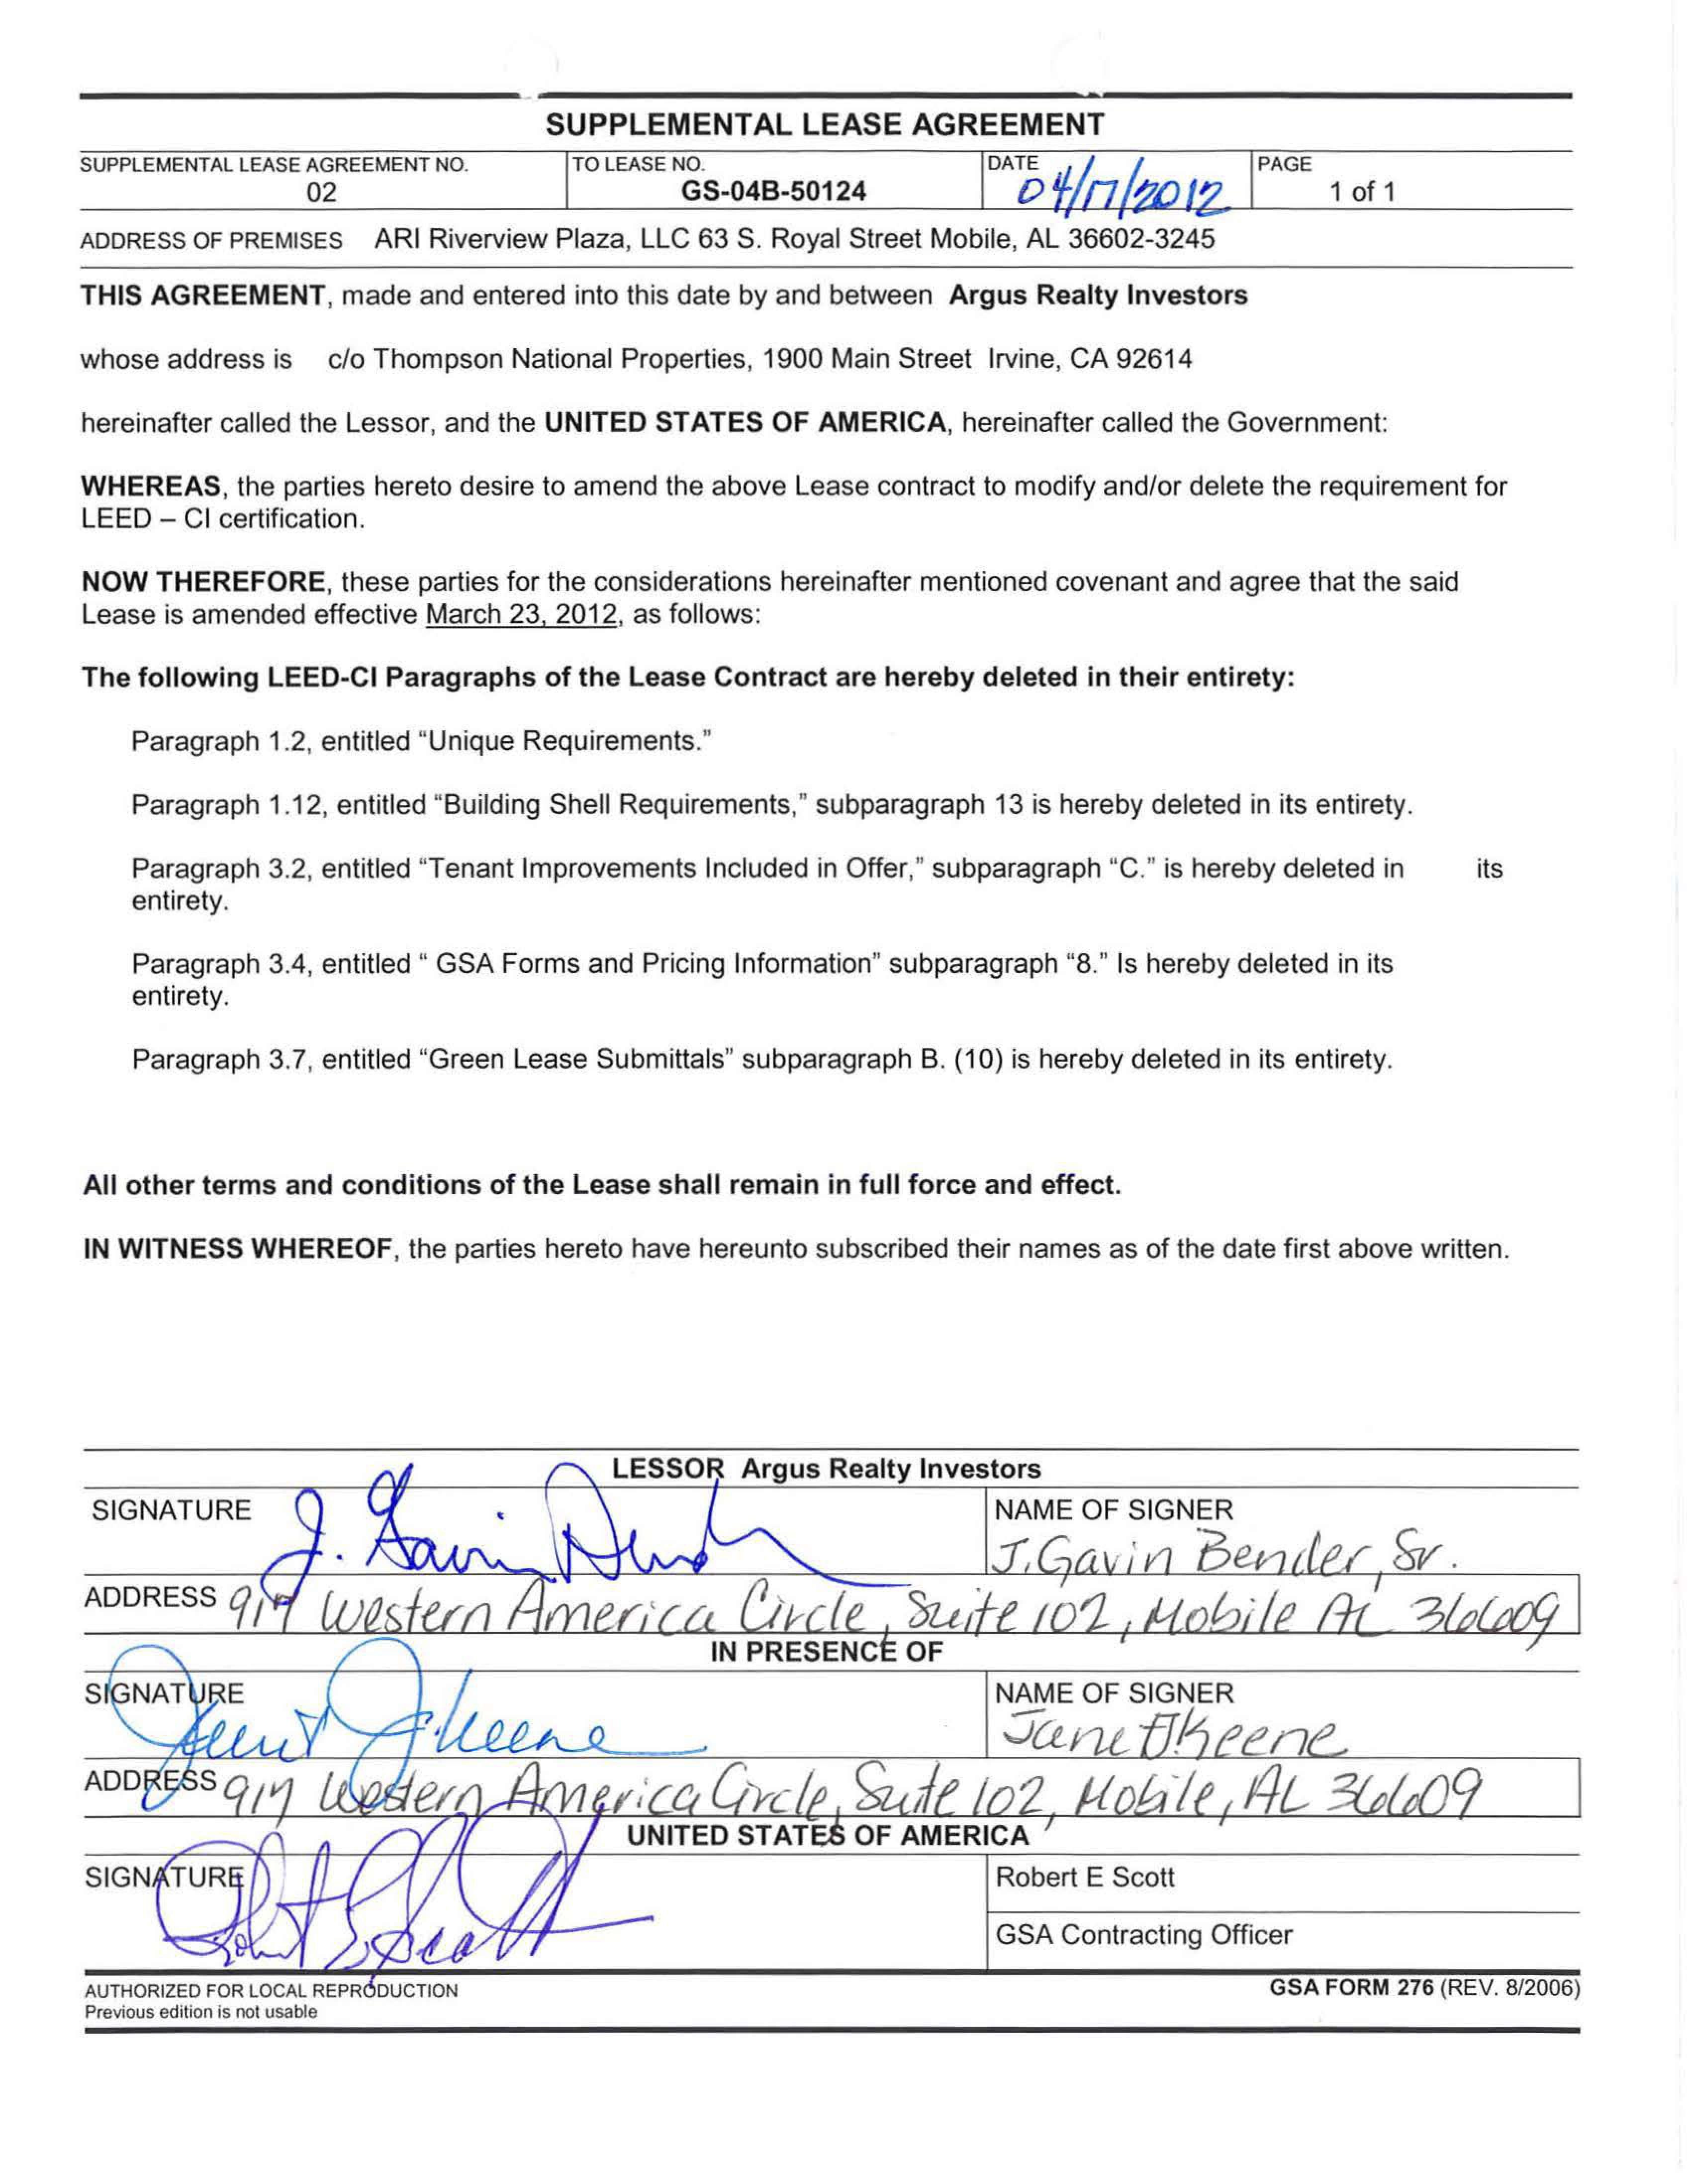 SUPPLEMENTAL LEASE AGREEMENT
SUPPLEMENTAL LEASE AGREEMENT NO. TO LEASE NO. DATE PAGE
02 GS-04B-50124 04/17/2012 1 of 1
ADDRESS OF PREMISES ARI Riverview Plaza, LLC 63 S. Royal Street Mobile, AL 36602-3245
THIS AGREEMENT, made and entered into this date by and between Argus Realty Investors
whose address is c/o Thompson National Properties, 1900 Main Street Irvine, CA 92614
hereinafter called the Lessor, and the UNITED STATES OF AMERICA, hereinafter called the Government:
WHEREAS, the parties hereto desire to amend the above Lease contract to modify and/or delete the requirement for
LEED – CI certification.
NOW THEREFORE, these parties for the considerations hereinafter mentioned covenant and agree that the said
Lease is amended effective March 23, 2012, as follows:
The following LEED-CI Paragraphs of the Lease Contract are hereby deleted in their entirety:
Paragraph 1.2, entitled “Unique Requirements.”
Paragraph 1.12, entitled “Building Shell Requirements,” subparagraph 13 is hereby deleted in its entirety.
Paragraph 3.2, entitled “Tenant Improvements Included in Offer,” subparagraph “C.” is hereby deleted in its
entirety.
Paragraph 3.4, entitled “ GSA Forms and Pricing Information” subparagraph “8.” Is hereby deleted in its
entirety.
Paragraph 3.7, entitled “Green Lease Submittals” subparagraph B. (10) is hereby deleted in its entirety.
All other terms and conditions of the Lease shall remain in full force and effect.
IN WITNESS WHEREOF, the parties hereto have hereunto subscribed their names as of the date first above written.
LESSOR Argus Realty Investors
SIGNATURE NAME OF SIGNER
J. Gavin Bender J. Gavin Bender, Sr.
ADDRESS 917 Western America Circle, Suite 102, Mobile AL 36609
IN PRESENCE OF
SIGNATURE NAME OF SIGNER
Keene Keene
ADDRESS 917 Western America Circle, Suite 102, Mobile, AL 36609
UNITED STATES OF AMERICA
SIGNATURE Robert E Scott
Robert E. Scott GSA Contracting Officer
AUTHORIZED FOR LOCAL REPRODUCTION GSA FORM 276 (REV. 8/2006)
Previous edition is not usable